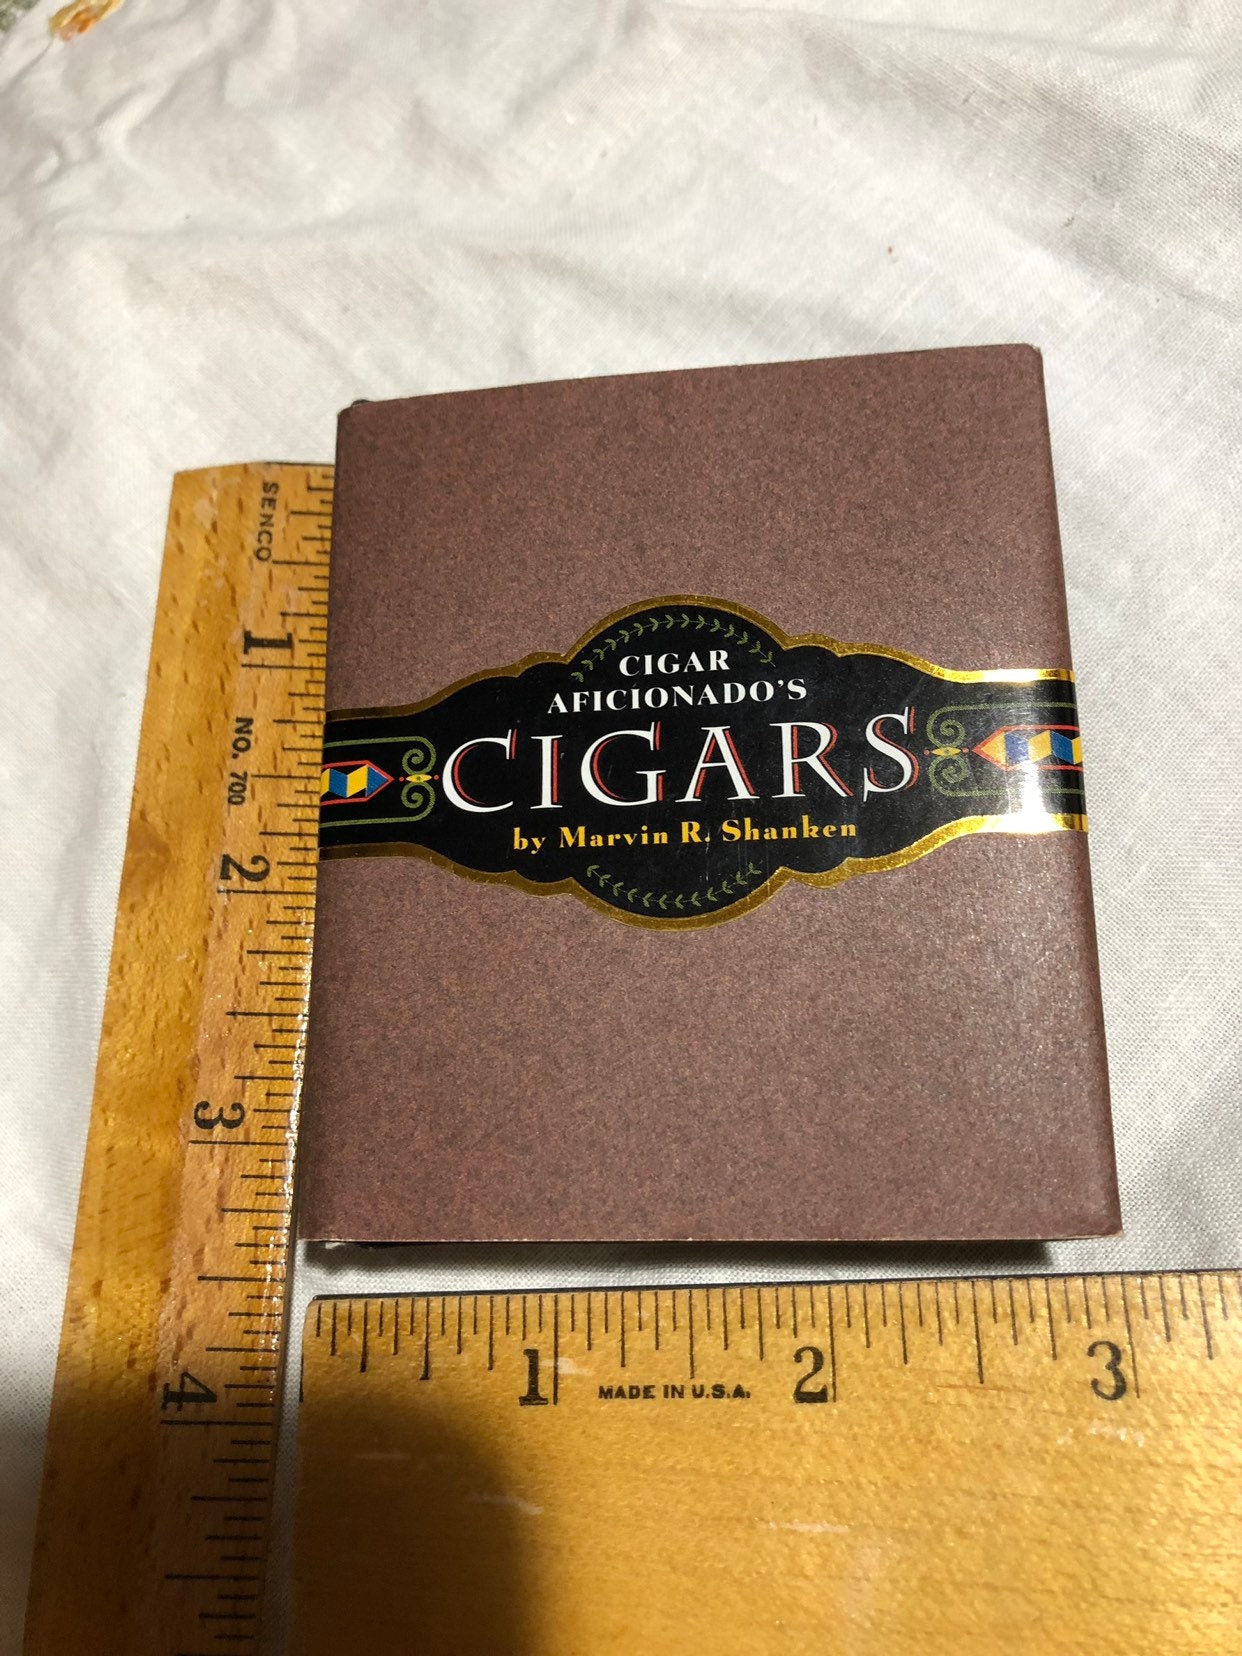 CIGAR
AFICIONADO'S
CIGARS
by Marvin R. Shanken
SENCO
1
NO. 700
2
3
4
1
MADE IN U.S.A.
2
3